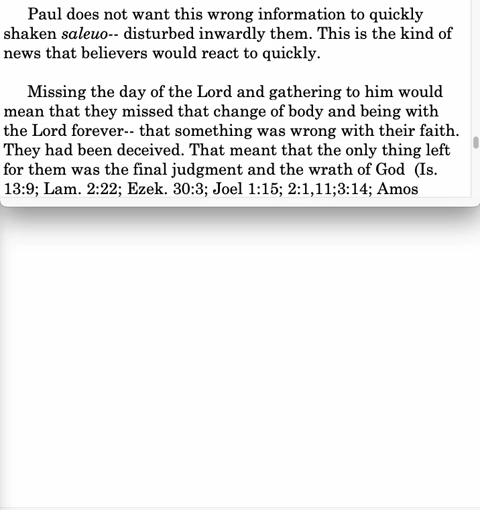 Paul does not want this wrong information to quickly
shaken saleuo-- disturbed inwardly them. This is the kind of
news that believers would react to quickly.
Missing the day of the Lord and gathering to him would
mean that they missed that change of body and being with
the Lord forever-- that something was wrong with their faith.
They had been deceived. That meant that the only thing left
for them was the final judgment and the wrath of God  (Is.
13:9; Lam. 2:22; Ezek. 30:3; Joel 1:15; 2:1,11;3:14; Amos